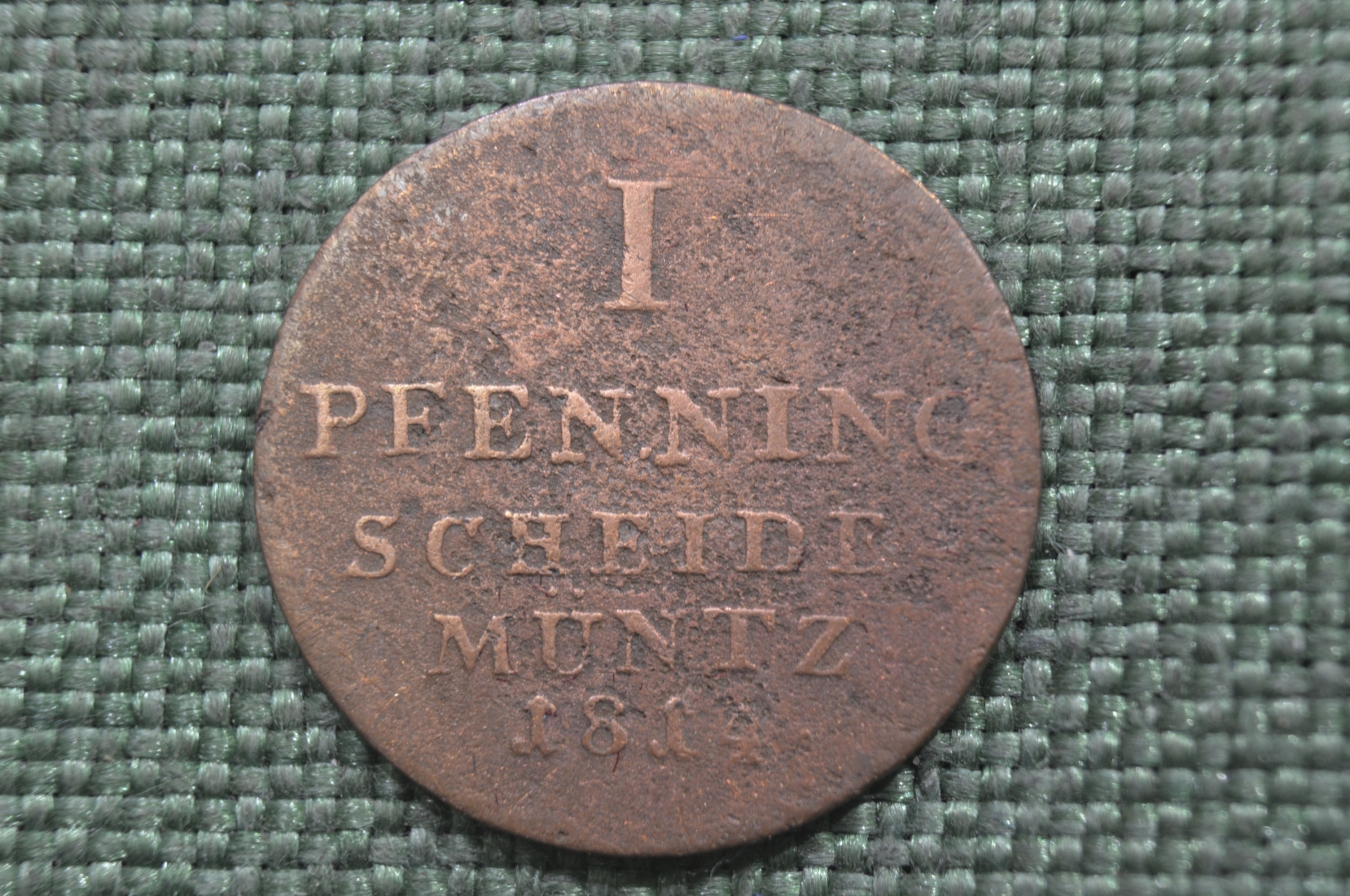 I
PFENNING
SCHEIDE
MÜNTZ
1814.